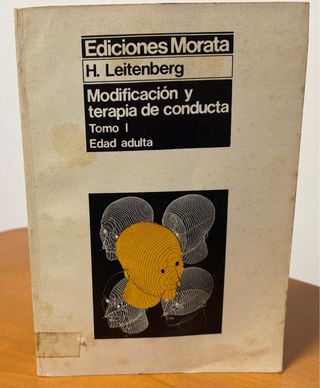 Ediciones Morata
H. Leitenberg
Modificación y
terapia de conducta
Tomo I
Edad adulta